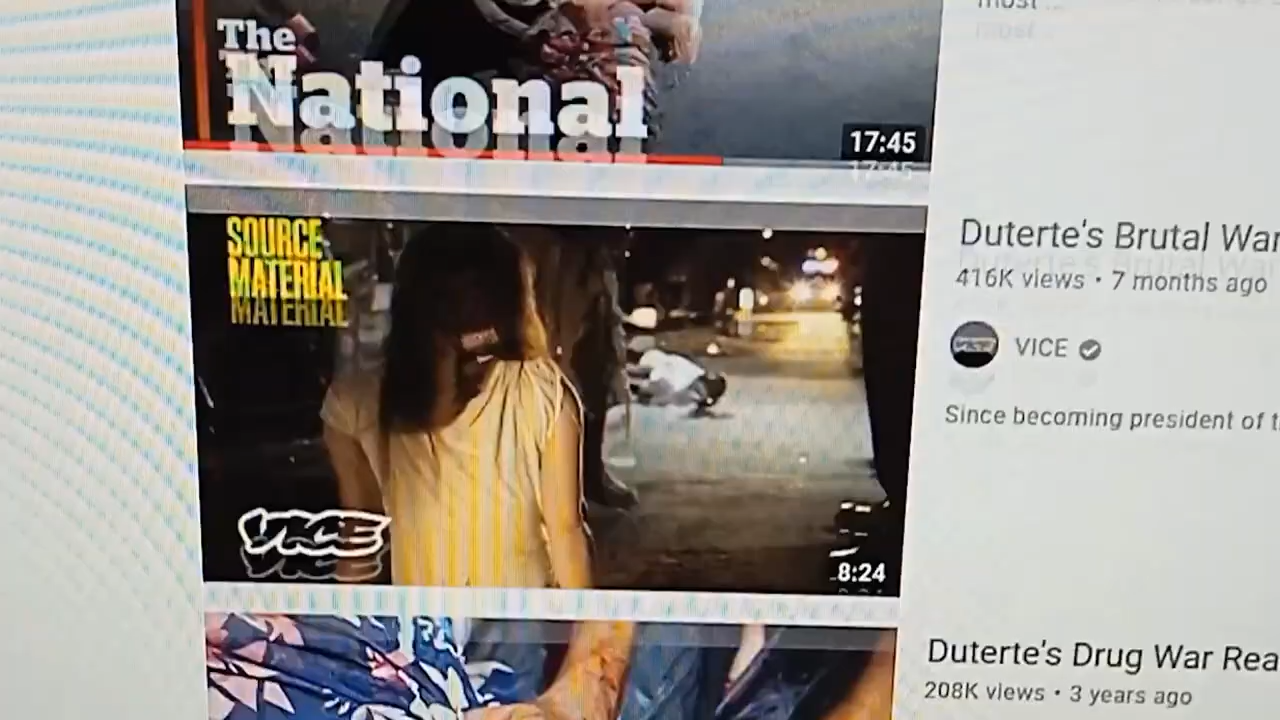 most ...
The
National
17:45
SOURCE
MATERIAL
Duterte's Brutal War
416K views • 7 months ago
VICE
Since becoming president of t
VICE
8:24
Duterte's Drug War Rea
208K views • 3 years ago